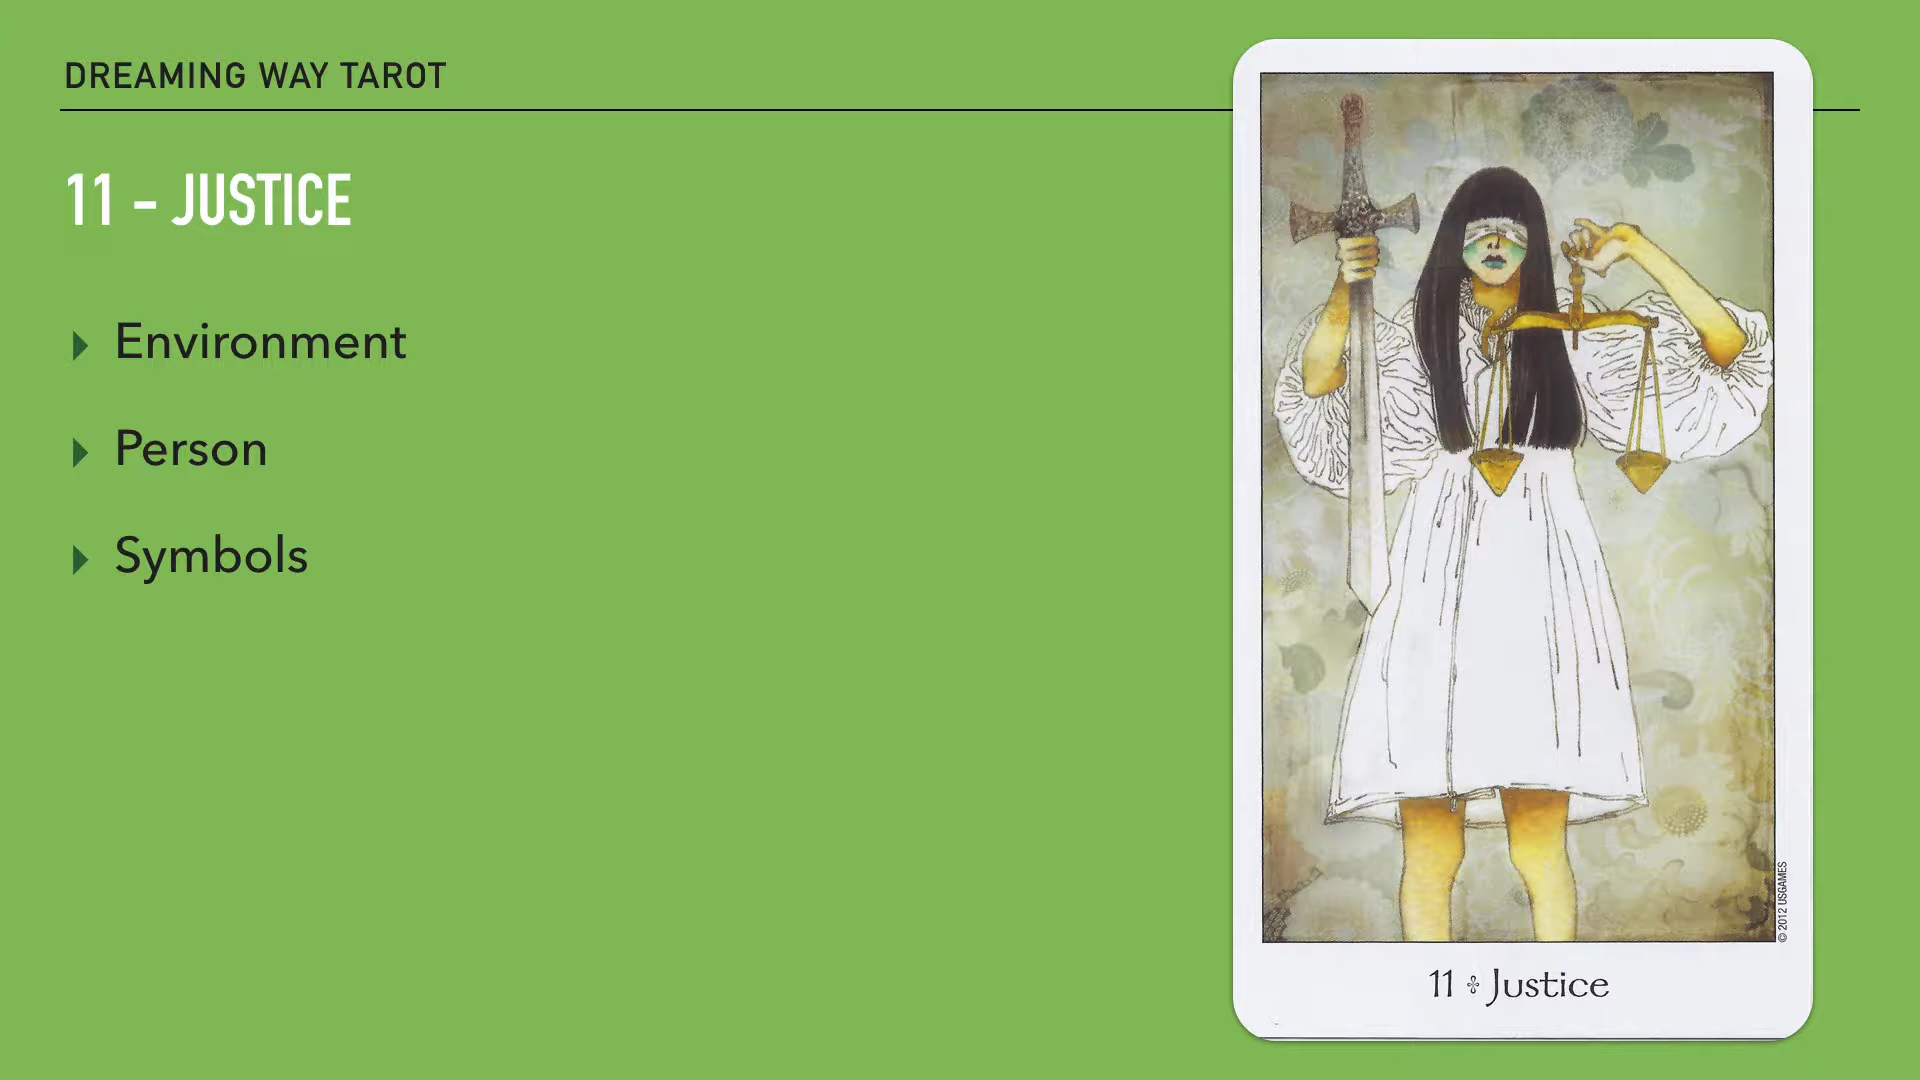 DREAMING WAY TAROT
11 - JUSTICE
Environment
Person
Symbols
© 2012 USGAMES
11 Justice